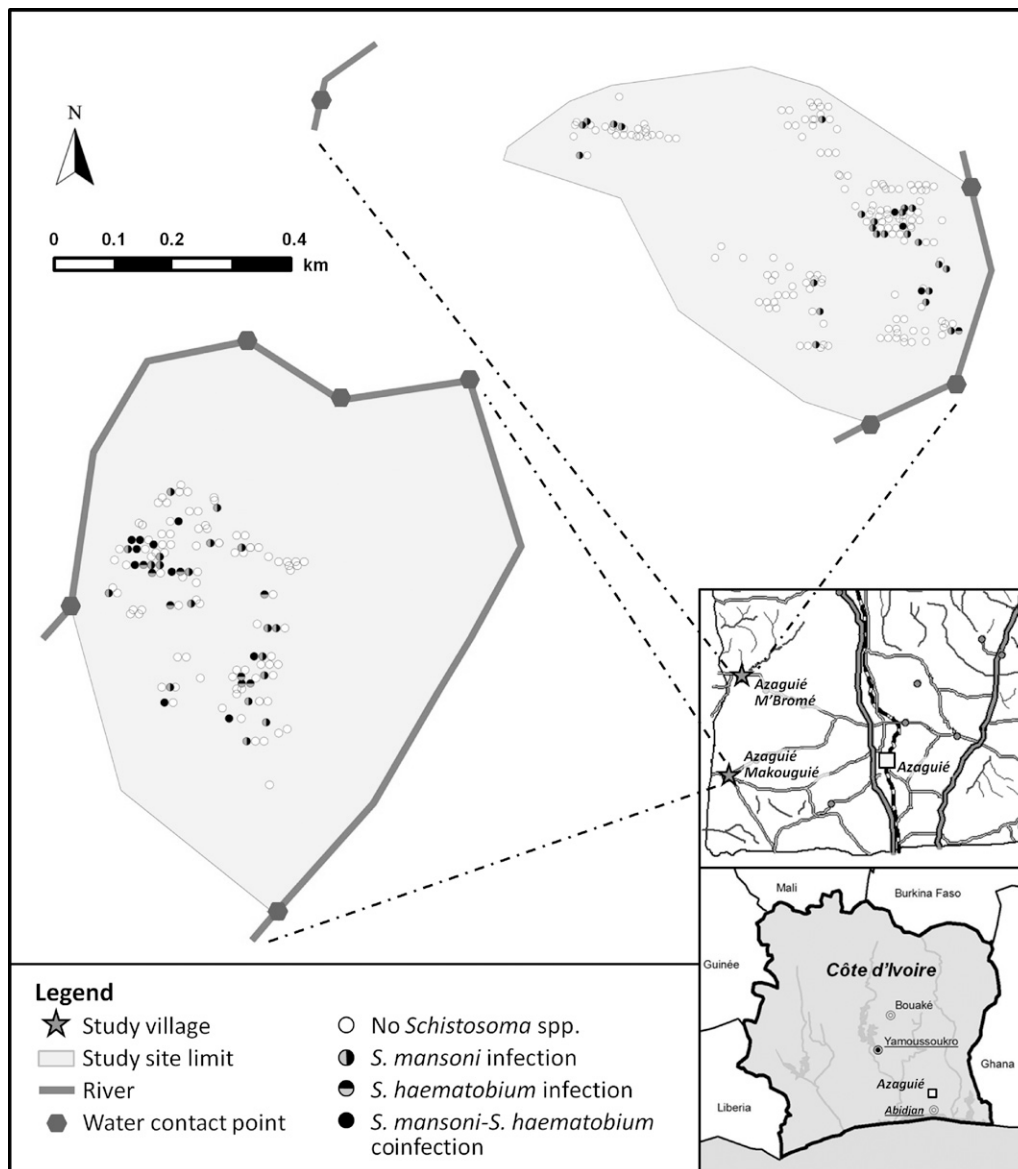 N
0 0.1 0.2 0.4
km
Azaguié
M'Bromé
Azaguié
Makouguié
Azaguié
Mali
Burkina Faso
Guinée
Côte d'Ivoire
Bouaké
Yamoussoukro
Ghana
Azaguié
Liberia
Abidjan
Legend
Study village
Study site limit
River
Water contact point
No Schistosoma spp.
S. mansoni infection
S. haematobium infection
S. mansoni-S. haematobium
coinfection